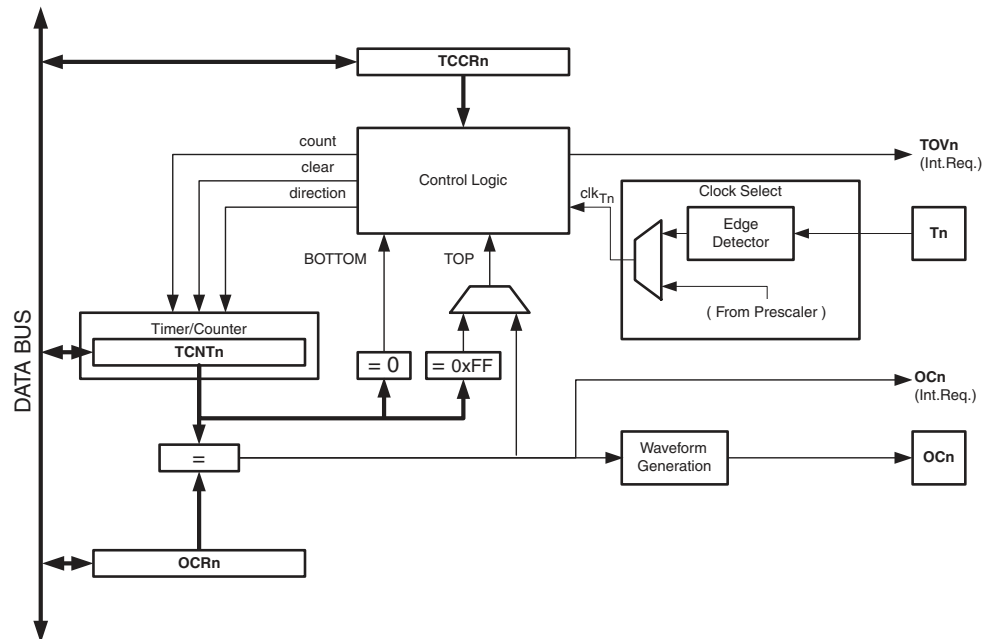 TCCRn
count
clear
direction
Control Logic
TOVn
(Int.Req.)
clkTn
Clock Select
Edge
Detector
Tn
( From Prescaler )
BOTTOM
TOP
Timer/Counter
TCNTn
= 0
= 0xFF
DATA BUS
OCn
(Int.Req.)
=
Waveform
Generation
OCn
OCRn